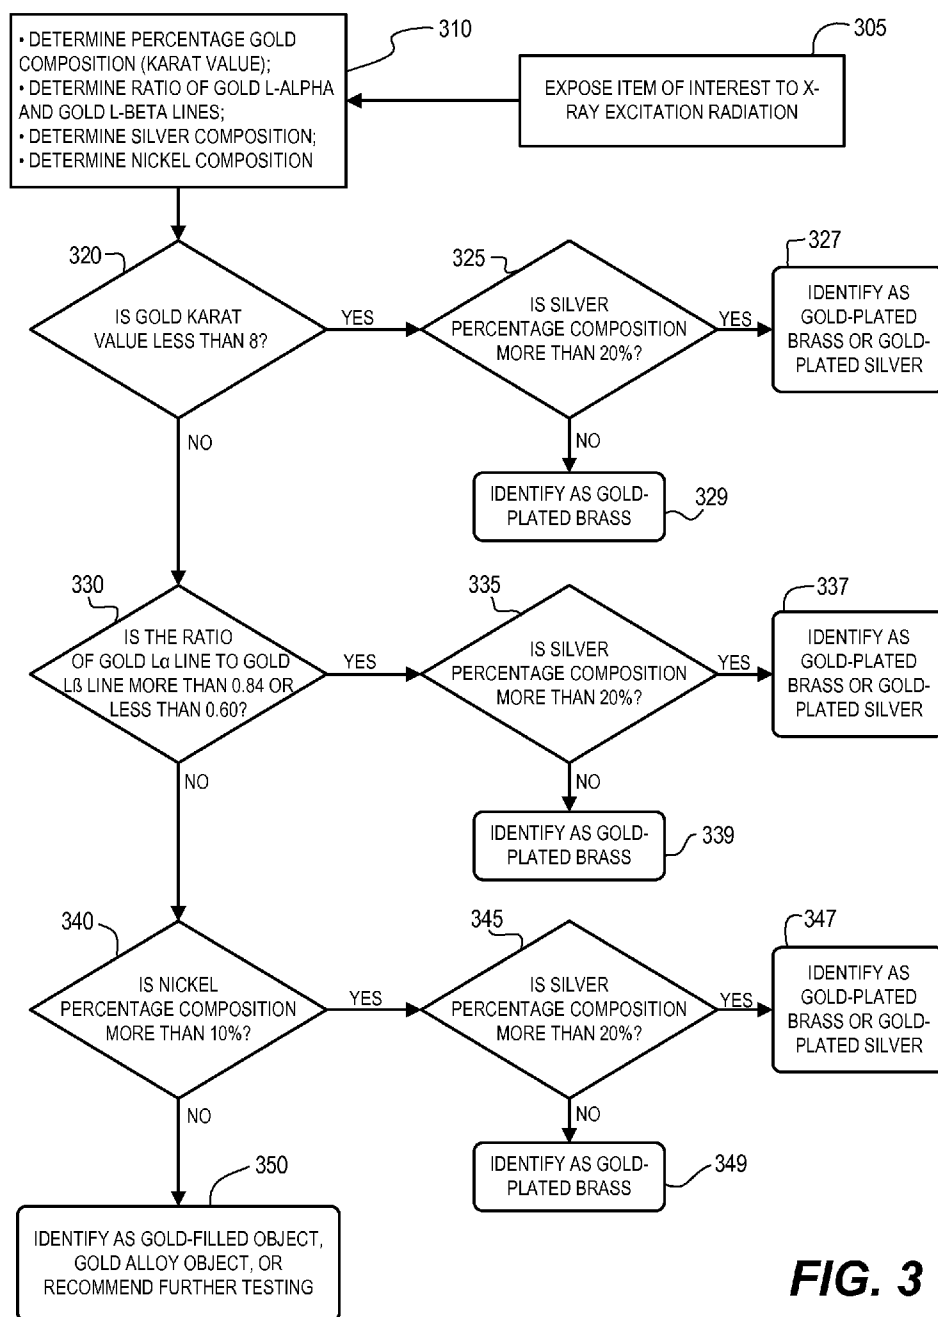 310
• DETERMINE PERCENTAGE GOLD
COMPOSITION (KARAT VALUE);
• DETERMINE RATIO OF GOLD L-ALPHA
AND GOLD L-BETA LINES;
• DETERMINE SILVER COMPOSITION;
• DETERMINE NICKEL COMPOSITION
305
EXPOSE ITEM OF INTEREST TO X-
RAY EXCITATION RADIATION
320
IS GOLD KARAT
VALUE LESS THAN 8?
YES
NO
325
IS SILVER
PERCENTAGE COMPOSITION
MORE THAN 20%?
YES
NO
327
IDENTIFY AS
GOLD-PLATED
BRASS OR GOLD-
PLATED SILVER
IDENTIFY AS GOLD-
PLATED BRASS
329
330
IS THE RATIO
OF GOLD Lα LINE TO GOLD
Lß LINE MORE THAN 0.84 OR
LESS THAN 0.60?
YES
NO
335
IS SILVER
PERCENTAGE COMPOSITION
MORE THAN 20%?
YES
NO
337
IDENTIFY AS
GOLD-PLATED
BRASS OR GOLD-
PLATED SILVER
IDENTIFY AS GOLD-
PLATED BRASS
339
340
IS NICKEL
PERCENTAGE COMPOSITION
MORE THAN 10%?
YES
NO
345
IS SILVER
PERCENTAGE COMPOSITION
MORE THAN 20%?
YES
NO
347
IDENTIFY AS
GOLD-PLATED
BRASS OR GOLD-
PLATED SILVER
IDENTIFY AS GOLD-
PLATED BRASS
349
350
IDENTIFY AS GOLD-FILLED OBJECT,
GOLD ALLOY OBJECT, OR
RECOMMEND FURTHER TESTING
FIG. 3